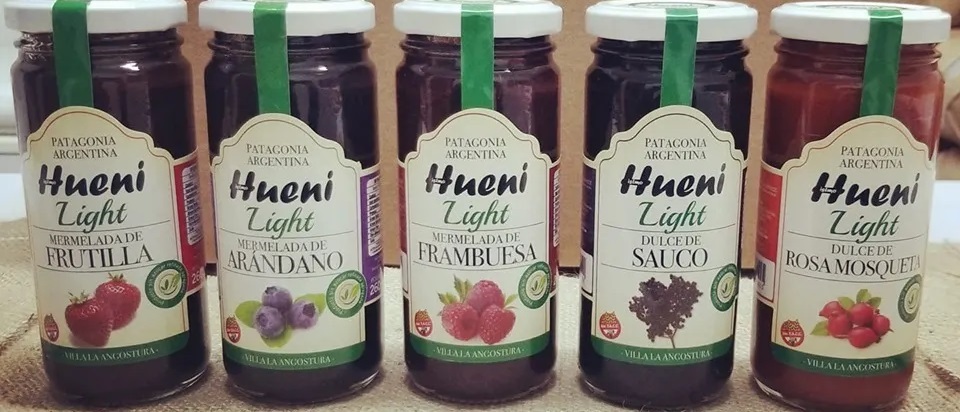 PATAGONIA
ARGENTINA
Hueni
Light
MERMELADA DE
FRUTILLA
VILLA LA ANGOSTURA
PATAGONIA
ARGENTINA
Hueni
Light
MERMELADA DE
ARÁNDANO
VILLA LA ANGOSTURA
PATAGONIA
ARGENTINA
Hueni
Light
MERMELADA DE
FRAMBUESA
VILLA LA ANGOSTURA
PATAGONIA
ARGENTINA
Hueni
Light
DULCE DE
SAUCO
VILLA LA ANGOSTURA
PATAGONIA
ARGENTINA
Hueni
Light
DULCE DE
ROSA MOSQUETA
VILLA LA ANGOSTURA